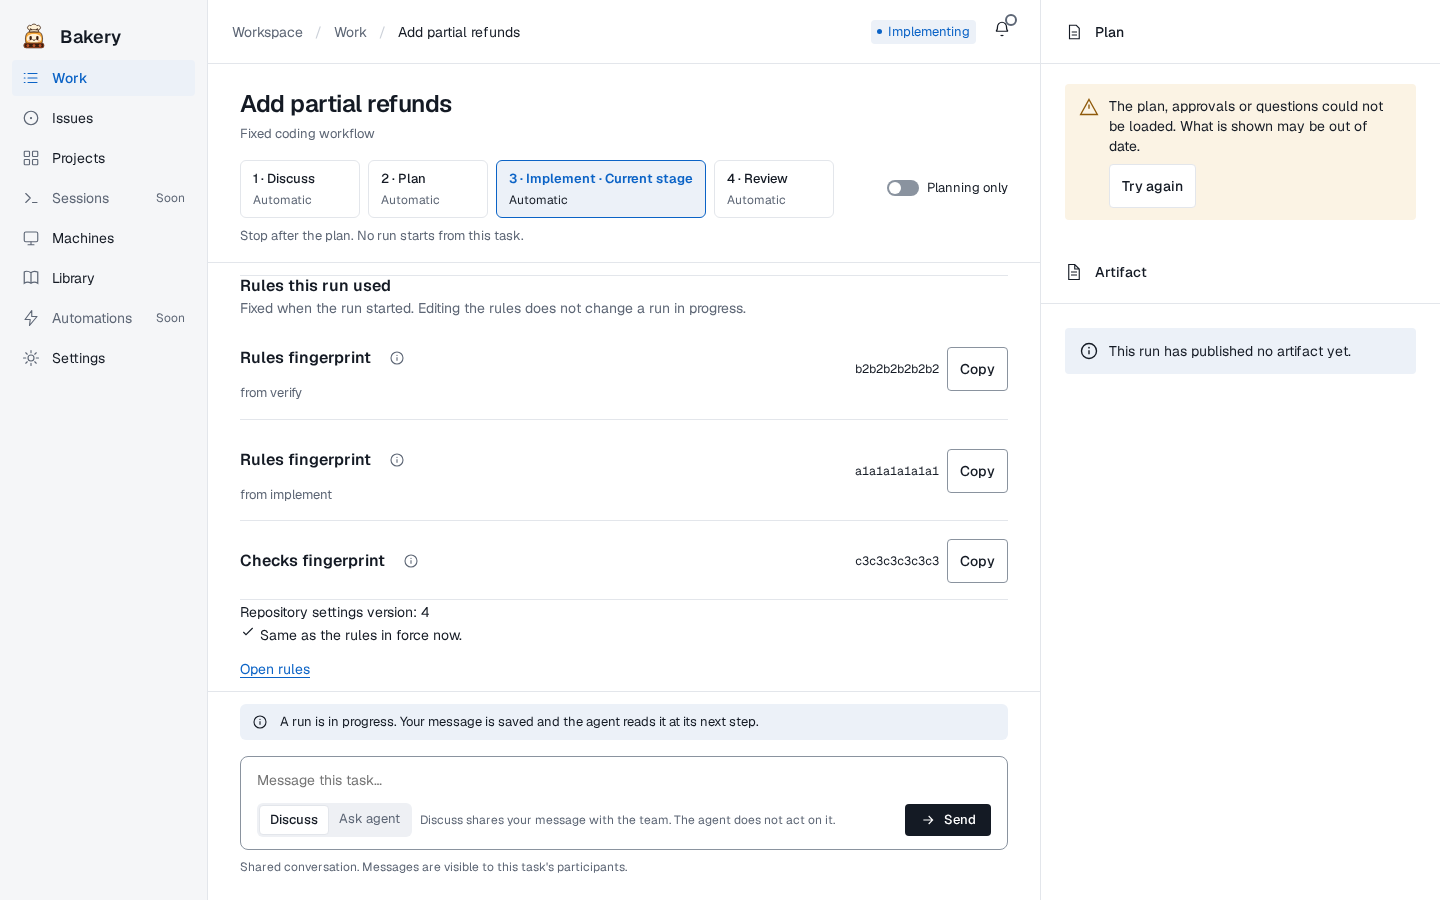 Bakery
Work
Issues
Projects
Sessions Soon
Machines
Library
Automations Soon
Settings
Workspace / Work / Add partial refunds
Implementing
Add partial refunds
Fixed coding workflow
1 · Discuss
Automatic
2 · Plan
Automatic
3 · Implement · Current stage
Automatic
4 · Review
Automatic
Planning only
Stop after the plan. No run starts from this task.
Rules this run used
Fixed when the run started. Editing the rules does not change a run in progress.
Rules fingerprint
from verify
b2b2b2b2b2b2
Copy
Rules fingerprint
from implement
a1a1a1a1a1a1
Copy
Checks fingerprint
c3c3c3c3c3c3
Copy
Repository settings version: 4
Same as the rules in force now.
Open rules
A run is in progress. Your message is saved and the agent reads it at its next step.
Message this task...
Discuss
Ask agent
Discuss shares your message with the team. The agent does not act on it.
Send
Shared conversation. Messages are visible to this task's participants.
Plan
The plan, approvals or questions could not
be loaded. What is shown may be out of
date.
Try again
Artifact
This run has published no artifact yet.